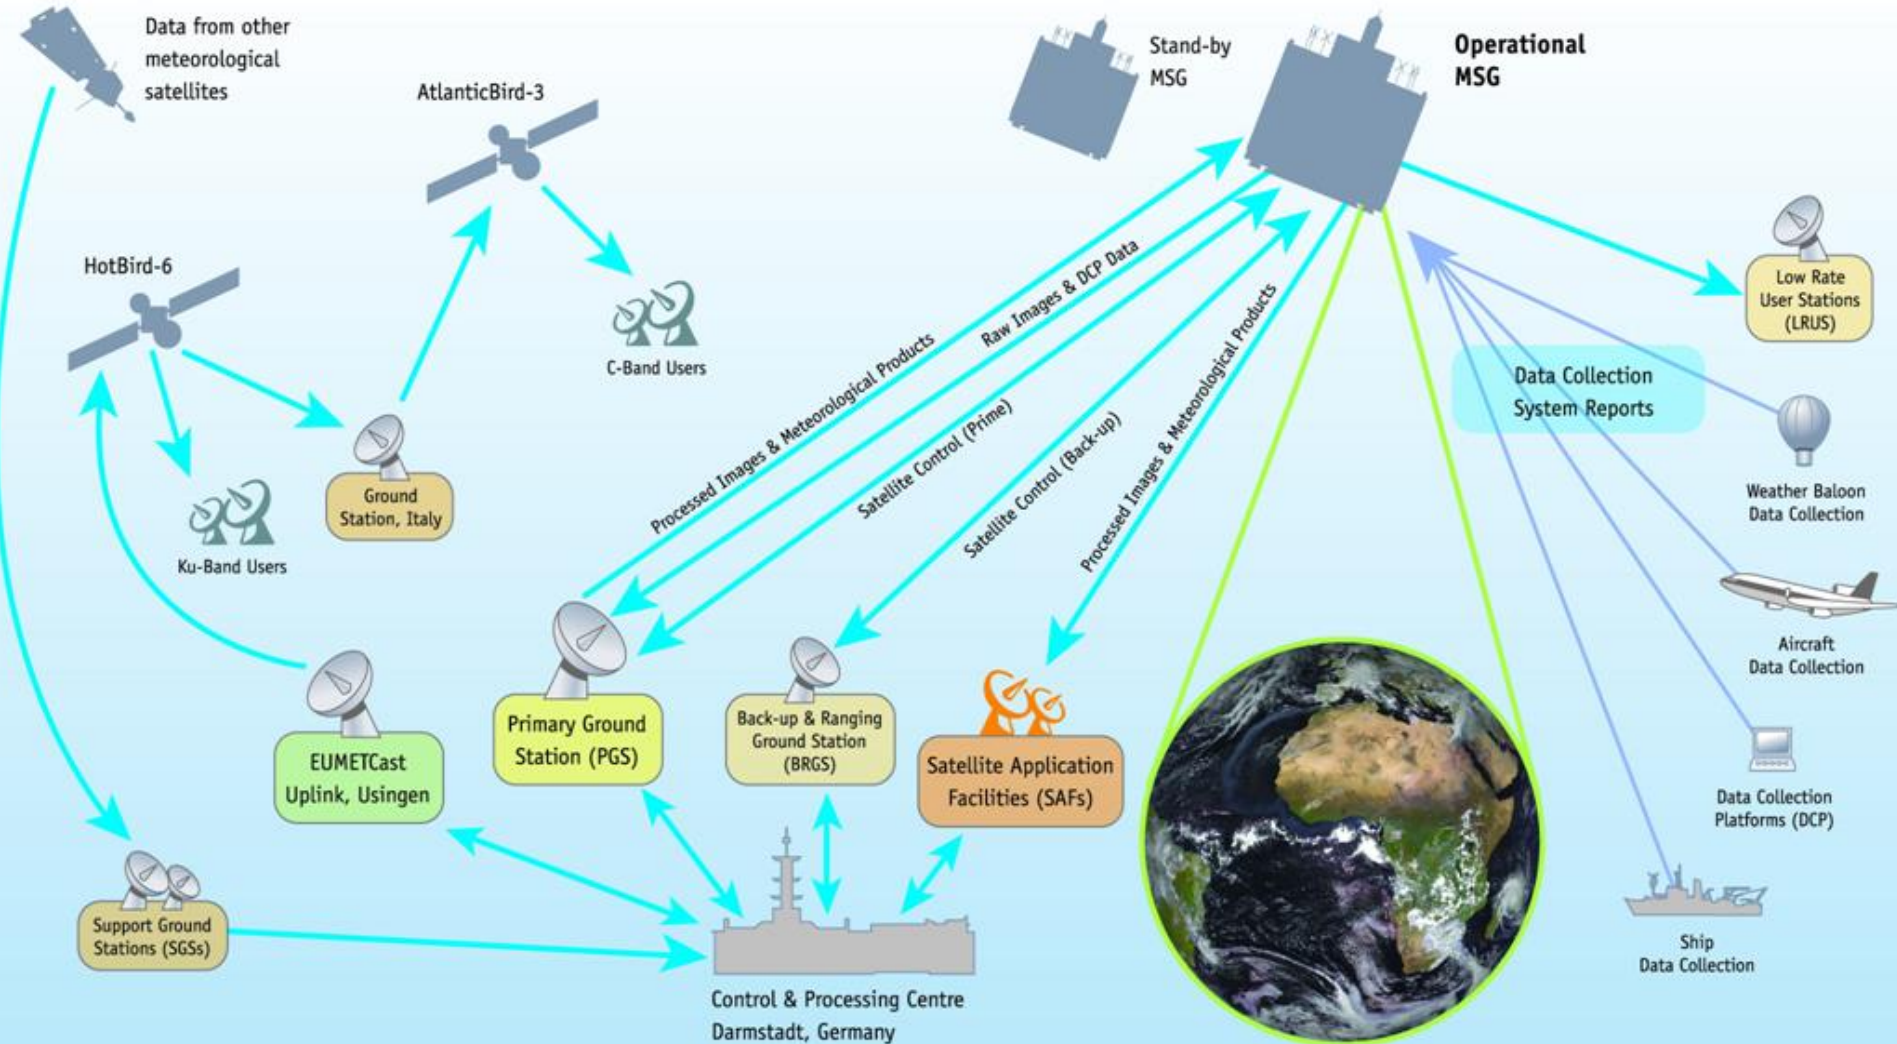 Data from other
meteorological
satellites
AtlanticBird-3
Stand-by
MSG
Operational
MSG
HotBird-6
C-Band Users
Low Rate
User Stations
(LRUS)
Processed Images & Meteorological Products
Raw Images & DCP Data
Satellite Control (Prime)
Satellite Control (Back-up)
Processed Images & Meteorological Products
Data Collection
System Reports
Ground
Station, Italy
Ku-Band Users
Weather Baloon
Data Collection
Aircraft
Data Collection
EUMETCast
Uplink, Usingen
Primary Ground
Station (PGS)
Back-up & Ranging
Ground Station
(BRGS)
Satellite Application
Facilities (SAFs)
Data Collection
Platforms (DCP)
Support Ground
Stations (SGSs)
Ship
Data Collection
Control & Processing Centre
Darmstadt, Germany